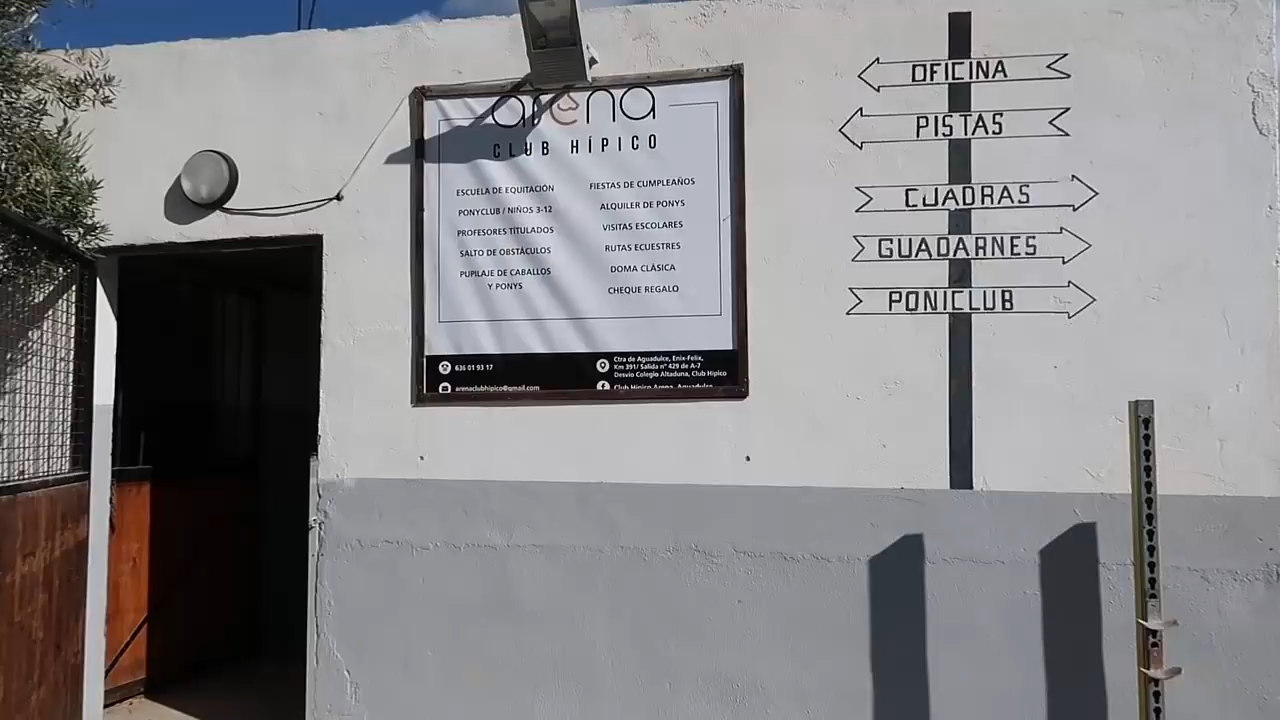 arena
CLUB HÍPICO
ESCUELA DE EQUITACIÓN
PONYCLUB / NIÑOS 3-12
PROFESORES TÍTULADOS
SALTO DE OBSTÁCULOS
PUPILAJE DE CABALLOS
Y PONYS
FIESTAS DE CUMPLEAÑOS
ALQUILER DE PONYS
VISITAS ESCOLARES
RUTAS ECUESTRES
DOMA CLÁSICA
CHEQUE REGALO
636 01 93 17
arenaclubhipico@gmail.com
Ctra de Aguadulce, Enix-Felix,
Km 391/ Salida nº 429 de A-7
Desvío Colegio Altaduna, Club Hípico
Club Hípico Arena, Aguadulce
OFICINA
PISTAS
CUADRAS
GUADARNES
PONICLUB